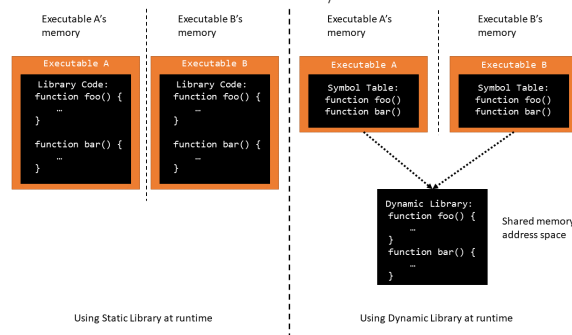 Executable A's
memory
Executable B's
memory
Executable A
Library Code:
function foo() {
…
}
function bar() {
…
}
Executable B
Library Code:
function foo() {
…
}
function bar() {
…
}
Using Static Library at runtime
Executable A's
memory
Executable B's
memory
Executable A
Symbol Table:
function foo()
function bar()
Executable B
Symbol Table:
function foo()
function bar()
Dynamic Library:
function foo() {
…
}
function bar() {
…
}
Shared memory
address space
Using Dynamic Library at runtime